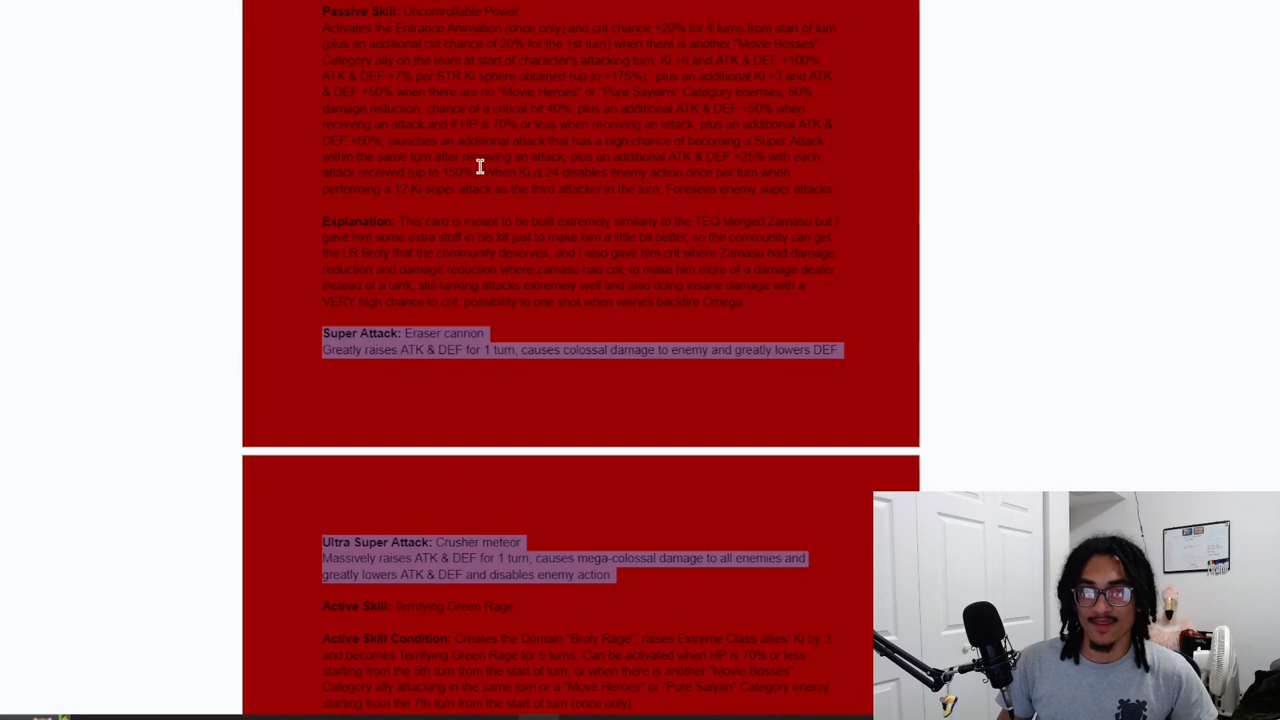 Passive Skill: Uncontrollable Power
Activates the Entrance Animation (once only) and crit chance +20% for 4 turns from start of turn
(plus an additional crit chance of 20% for the 1st turn) when there is another "Movie Bosses"
Category ally on the team at start of character's attacking turn; Ki +6 and ATK & DEF +100%;
ATK & DEF +7% per STR Ki sphere obtained (up to +175%); plus an additional Ki +3 and ATK
& DEF +50% when there are no "Movie Heroes" or "Pure Sayians" Category enemies; 50%
damage reduction, chance of a critical hit 40%, plus an additional ATK & DEF +50% when
receiving an attack and if HP is 70% or less when receiving an attack, plus an additional ATK &
DEF +50%, launches an additional attack that has a high chance of becoming a Super Attack
within the same turn after receiving an attack; plus an additional ATK & DEF +25% with each
attack received (up to 150%) When Ki is 24 disables enemy action once per turn when
performing a 12 Ki super attack as the third attacker in the turn; Foresees enemy super attacks
Explanation: This card is meant to be built extremely similarly to the TEQ Merged Zamasu but I
gave him some extra stuff in his kit just to make him a little bit better, so the community can get
the LR Broly that the community deserves, and I also gave him crit where Zamasu had damage
reduction and damage reduction where zamasu had crit, to make him more of a damage dealer
instead of a tank, still tanking attacks extremely well and also doing insane damage with a
VERY high chance to crit, possibility to one shot when wishes backfire Omega
Super Attack: Eraser cannon
Greatly raises ATK & DEF for 1 turn, causes colossal damage to enemy and greatly lowers DEF
Ultra Super Attack: Crusher meteor
Massively raises ATK & DEF for 1 turn, causes mega-colossal damage to all enemies and
greatly lowers ATK & DEF and disables enemy action
Active Skill: Terrifying Green Rage
Active Skill Condition: Creates the Domain "Broly Rage", raises Extreme Class allies' Ki by 3
and becomes Terrifying Green Rage for 5 turns. Can be activated when HP is 70% or less
starting from the 5th turn from the start of turn; or when there is another "Movie Bosses"
Category ally attacking in the same turn or a "Move Heroes" or "Pure Saiyan" Category enemy
starting from the 7th turn from the start of turn (once only)